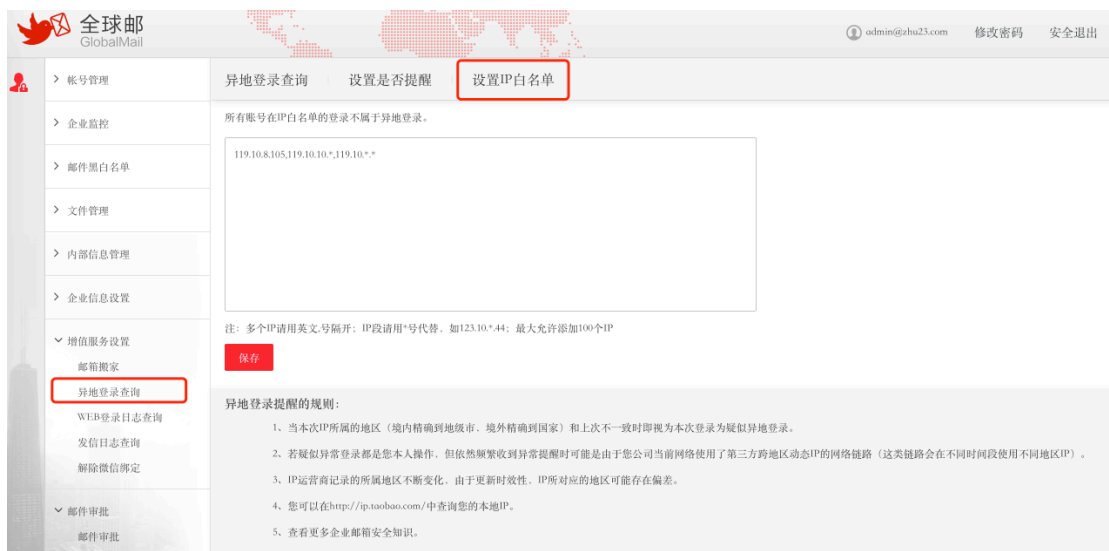 全球邮
GlobalMail
admin@zhu23.com 修改密码 安全退出
帐号管理
企业监控
邮件黑白名单
文件管理
内部信息管理
企业信息设置
增值服务设置
邮箱搬家
异地登录查询
WEB登录日志查询
发信日志查询
解除微信绑定
邮件审批
邮件审批
异地登录查询 设置是否提醒 设置IP白名单
所有账号在IP白名单的登录不属于异地登录。
119.10.8.105,119.10.10.*,119.10.*.*
注：多个IP请用英文,号隔开；IP段请用*号代替，如123.10.*.44；最大允许添加100个IP
保存
异地登录提醒的规则：
1、当本次IP所属的地区（境内精确到地级市，境外精确到国家）和上次不一致时即视为本次登录为疑似异地登录。
2、若疑似异常登录都是您本人操作，但依然频繁收到异常提醒时可能是由于您公司当前网络使用了第三方跨地区动态IP的网络链路（这类链路会在不同时间段使用不同地区IP）。
3、IP运营商记录的所属地区不断变化，由于更新时效性，IP所对应的地区可能存在偏差。
4、您可以在http://ip.taobao.com/中查询您的本地IP。
5、查看更多企业邮箱安全知识。